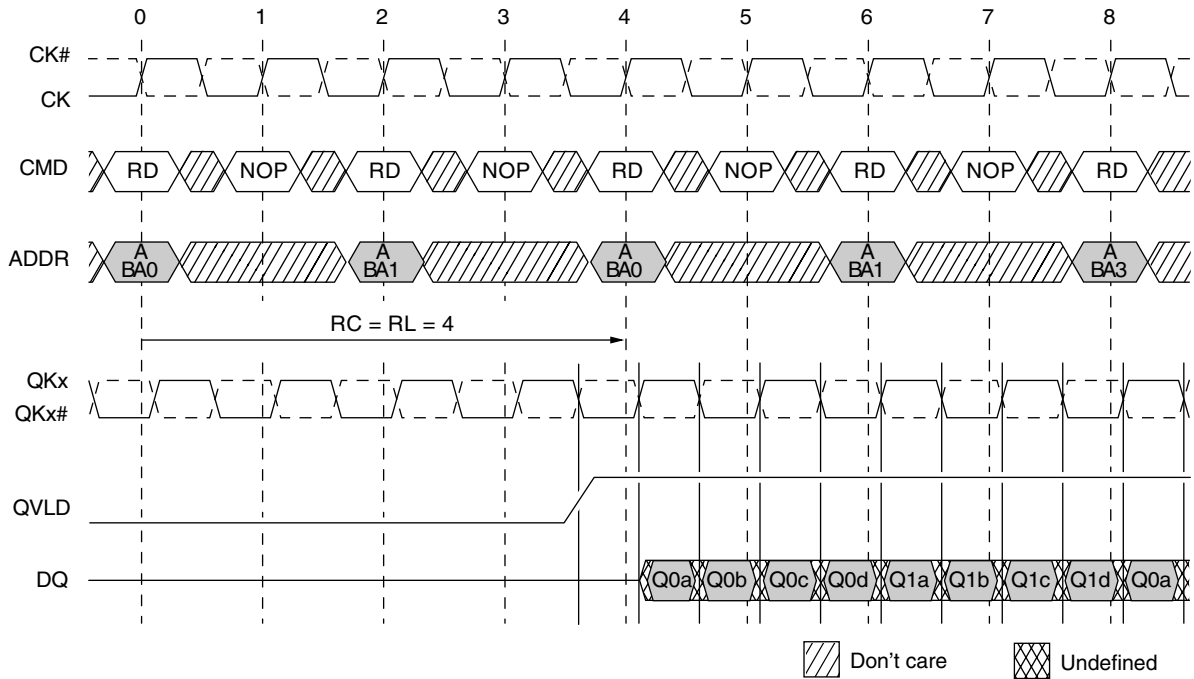 0 1 2 3 4 5 6 7 8
CK#
CK
CMD RD NOP RD NOP RD NOP RD NOP RD
ADDR A BA0 A BA1 A BA0 A BA1 A BA3
RC = RL = 4
QKx
QKx#
QVLD
DQ Q0a Q0b Q0c Q0d Q1a Q1b Q1c Q1d Q0a
Don't care Undefined